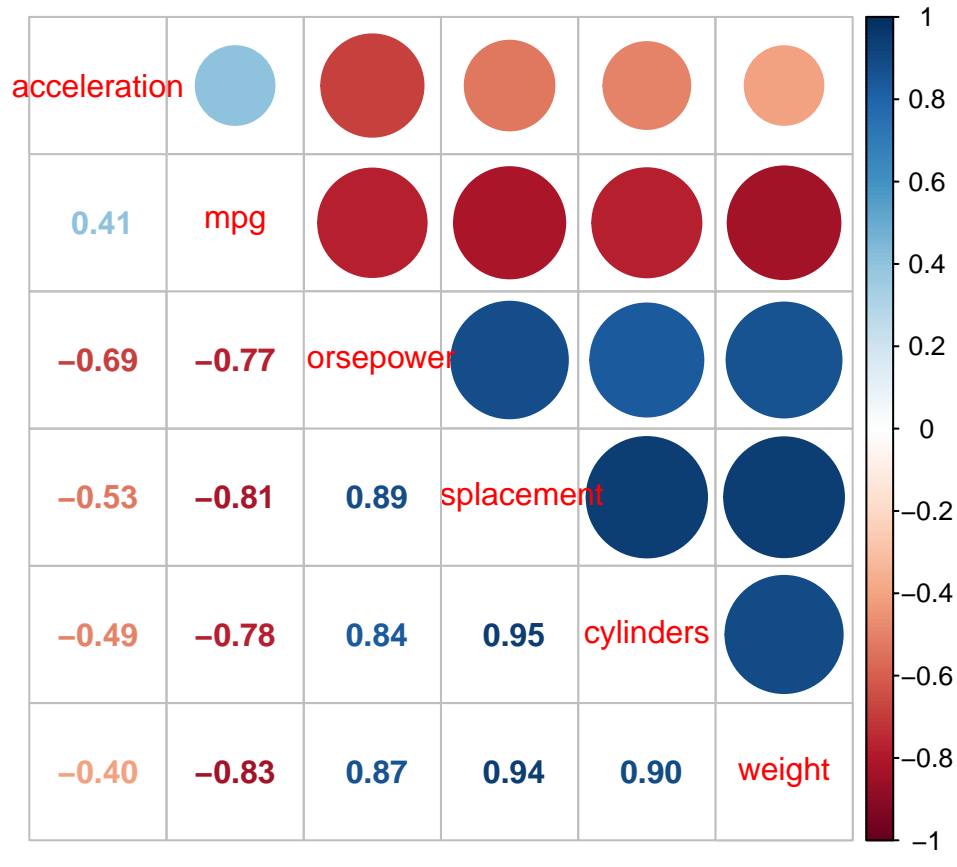 1
acceleration
0.8
0.6
0.41 mpg
0.4
0.2
−0.69 −0.77 orsepower
0
−0.53 −0.81 0.89 splacement
−0.2
−0.4
−0.49 −0.78 0.84 0.95 cylinders
−0.6
−0.40 −0.83 0.87 0.94 0.90 weight
−0.8
−1